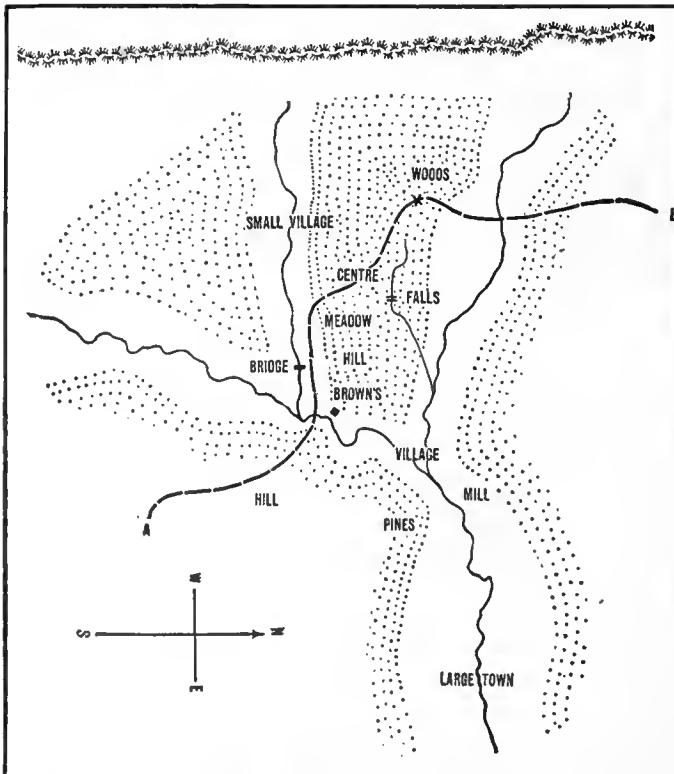 WOODS
B
SMALL VILLAGE
CENTRE
FALLS
MEADOW
HILL
BRIDGE
BROWN'S
VILLAGE
HILL
MILL
A
PINES
W
S
N
E
LARGE TOWN